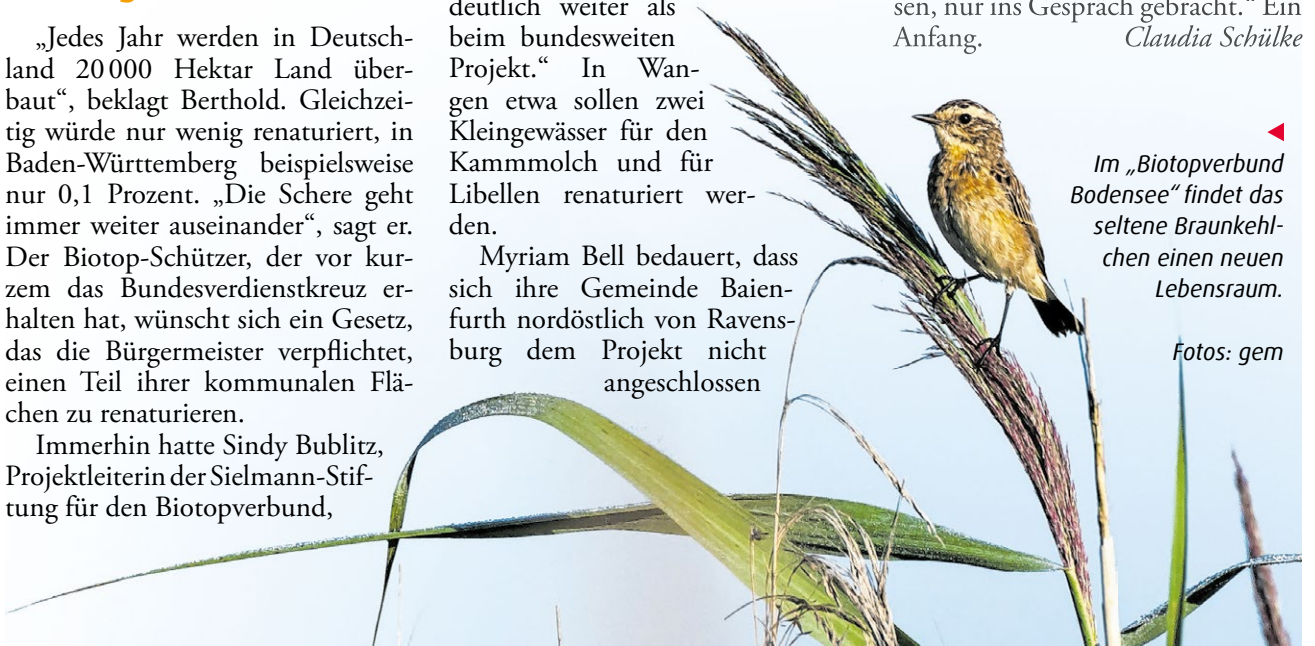 „Jedes Jahr werden in Deutsch-
land 20 000 Hektar Land über-
baut“, beklagt Berthold. Gleichzei-
tig würde nur wenig renaturiert, in
Baden-Württemberg beispielsweise
nur 0,1 Prozent. „Die Schere geht
immer weiter auseinander“, sagt er.
Der Biotop-Schützer, der vor kur-
zem das Bundesverdienstkreuz er-
halten hat, wünscht sich ein Gesetz,
das die Bürgermeister verpflichtet,
einen Teil ihrer kommunalen Flä-
chen zu renaturieren.
Immerhin hatte Sindy Bublitz,
Projektleiterin der Sielmann-Stif-
tung für den Biotopverbund,
deutlich weiter als
beim bundesweiten
Projekt.“ In Wan-
gen etwa sollen zwei
Kleingewässer für den
Kammmolch und für
Libellen renaturiert wer-
den.
Myriam Bell bedauert, dass
sich ihre Gemeinde Baien-
furth nordöstlich von Ravens-
burg dem Projekt nicht
angeschlossen
sen, nur ins Gespräch gebracht.“ Ein
Anfang. Claudia Schülke
Im „Biotopverbund
Bodensee“ findet das
seltene Braunkehl-
chen einen neuen
Lebensraum.
Fotos: gem